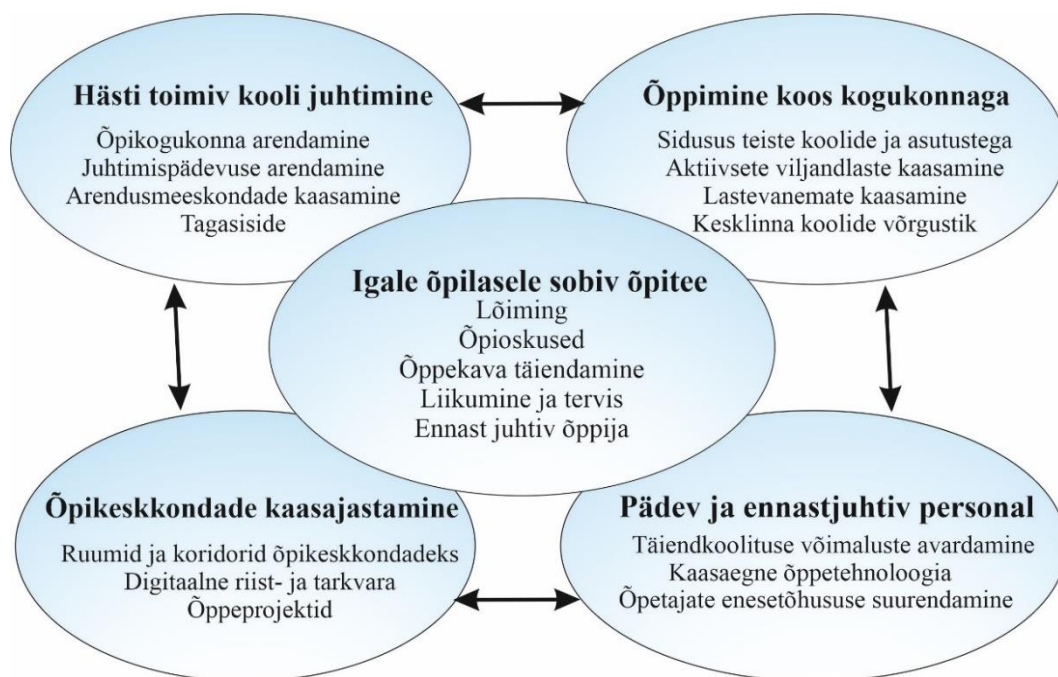 Hästi toimiv kooli juhtimine
Õpikogukonna arendamine
Juhtimispädevuse arendamine
Arendusmeeskondade kaasamine
Tagasiside
Õppimine koos kogukonnaga
Sidusus teiste koolide ja asutustega
Aktiivsete viljandlaste kaasamine
Lastevanemate kaasamine
Kesklinna koolide võrgustik
Igale õpilasele sobiv õpitee
Lõiming
Õpioskused
Õppekava täiendamine
Liikumine ja tervis
Ennast juhtiv õppija
Õpikeskkondade kaasajastamine
Ruumid ja koridorid õpikeskkondadeks
Digitaalne riist- ja tarkvara
Õppeprojektid
Pädev ja ennastjuhtiv personal
Täiendkoolituse võimaluste avardamine
Kaasaegne õppetehnoloogia
Õpetajate enesetõhususe suurendamine